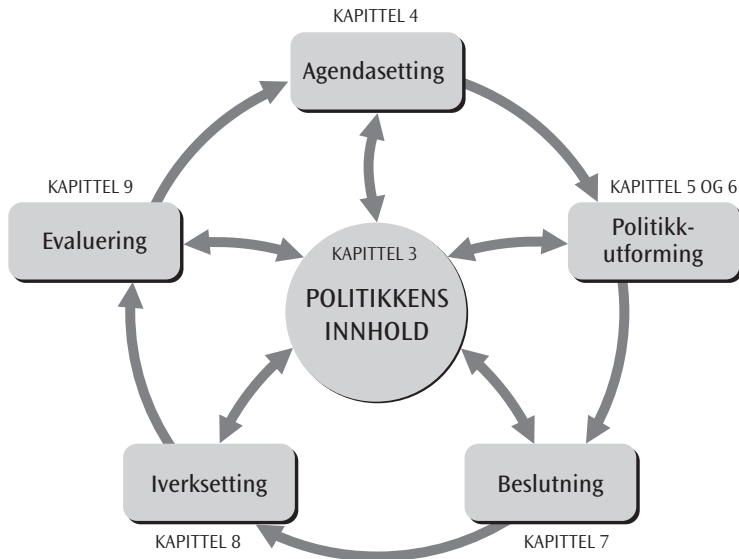 KAPITTEL 4
Agendasetting
KAPITTEL 9
Evaluering
KAPITTEL 5 OG 6
Politikk-
utforming
KAPITTEL 3
POLITIKKENS
INNHOLD
Iverksetting
KAPITTEL 8
Beslutning
KAPITTEL 7